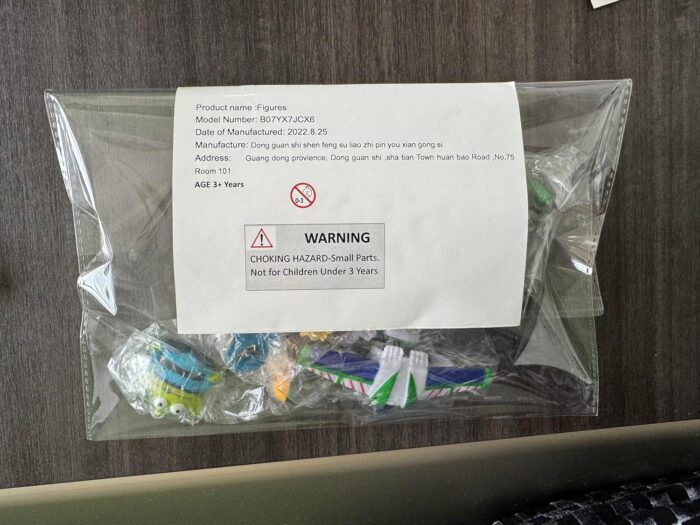 Product name :Figures
Model Number: B07YX7JCX6
Date of Manufactured: 2022.8.25
Manufacture: Dong guan shi shen feng su liao zhi pin you xian gong si
Address: Guang dong provience, Dong guan shi ,sha tian Town huan bao Road ,No.75
Room 101
AGE 3+ Years
0-3
WARNING
CHOKING HAZARD-Small Parts.
Not for Children Under 3 Years